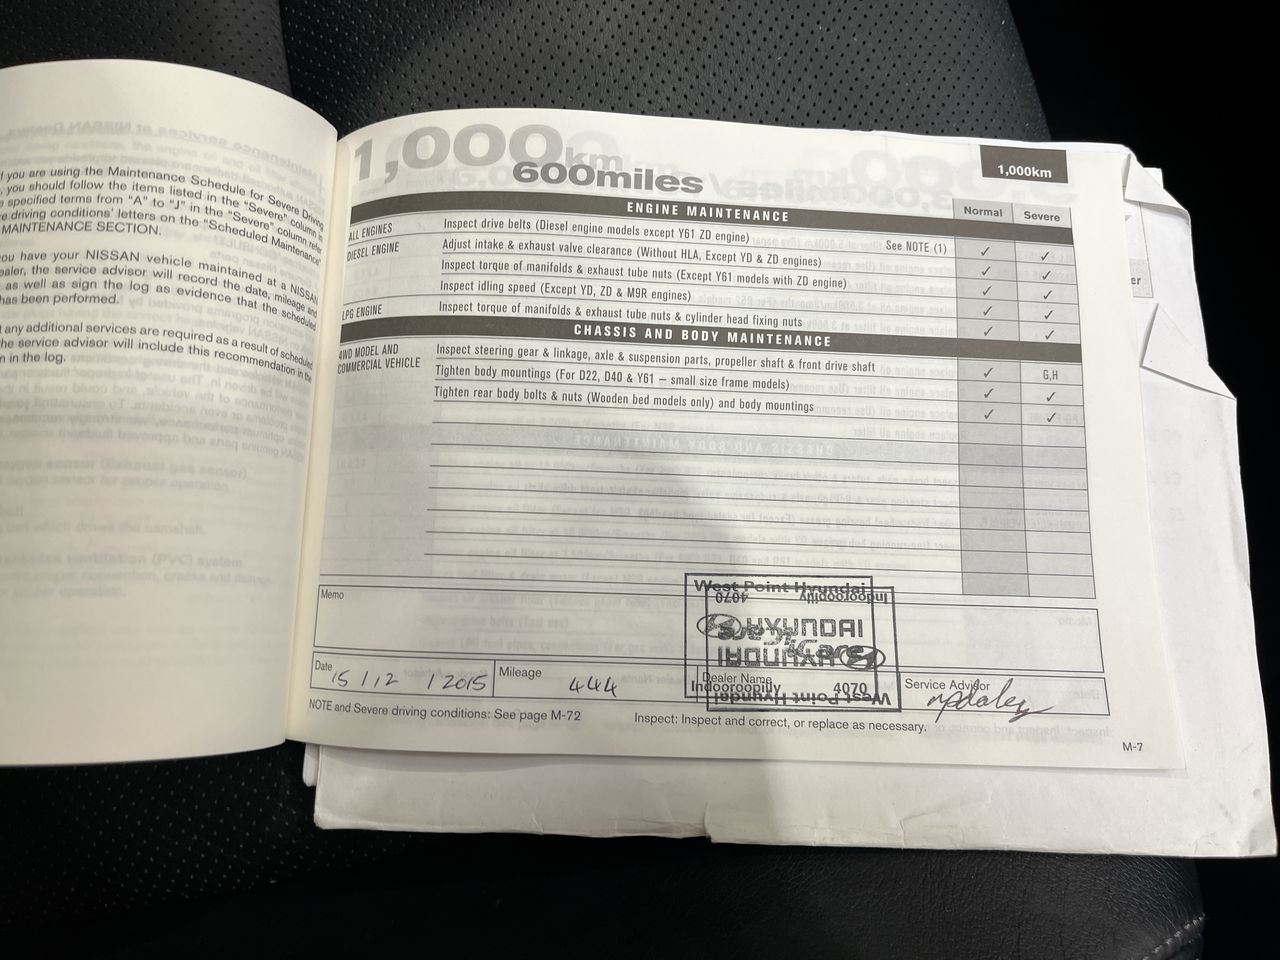 f you are using the Maintenance Schedule for Severe Driving
, you should follow the items listed in the "Severe" column
specified terms from "A" to "J" in the "Severe" column refer
e driving conditions' letters on the "Scheduled Maintenance"
MAINTENANCE SECTION.
ou have your NISSAN vehicle maintained at a NISSAN
ealer, the service advisor will record the date, mileage and
as well as sign the log as evidence that the scheduled
has been performed.
t any additional services are required as a result of scheduled
he service advisor will include this recommendation in the
n in the log.
1,000km
600miles
1,000km
ENGINE MAINTENANCE
Normal Severe
ALL ENGINES Inspect drive belts (Diesel engine models except Y61 ZD engine) See NOTE (1) ✓ ✓
DIESEL ENGINE Adjust intake & exhaust valve clearance (Without HLA, Except YD & ZD engines) ✓ ✓
Inspect torque of manifolds & exhaust tube nuts (Except Y61 models with ZD engine) ✓ ✓
Inspect idling speed (Except YD, ZD & M9R engines) ✓ ✓
LPG ENGINE Inspect torque of manifolds & exhaust tube nuts & cylinder head fixing nuts ✓ ✓
CHASSIS AND BODY MAINTENANCE
4WD MODEL AND Inspect steering gear & linkage, axle & suspension parts, propeller shaft & front drive shaft ✓ G,H
COMMERCIAL VEHICLE Tighten body mountings (For D22, D40 & Y61 – small size frame models) ✓ ✓
Tighten rear body bolts & nuts (Wooden bed models only) and body mountings ✓ ✓
Memo
West Point Hyundai
Indooroopilly 4070
HYUNDAI
HYUNDAI
Indooroopilly 4070
West Point Hyundai
Date 15 / 12 / 2015 Mileage 444 Dealer Name Service Advisor
NOTE and Severe driving conditions: See page M-72 Inspect: Inspect and correct, or replace as necessary.
M-7
er